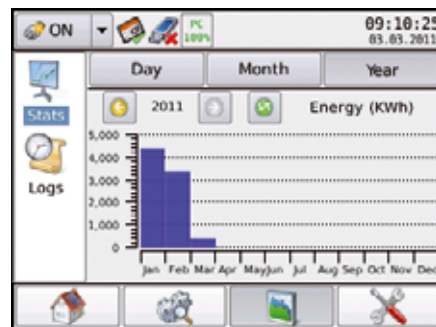 ON
PC
100%
09:10:25
03.03.2011
Day Month Year
2011 Energy (KWh)
Stats
Logs
5,000
4,000
3,000
2,000
1,000
0
Jan Feb Mar Apr May Jun Jul Aug Sep Oct Nov Dec